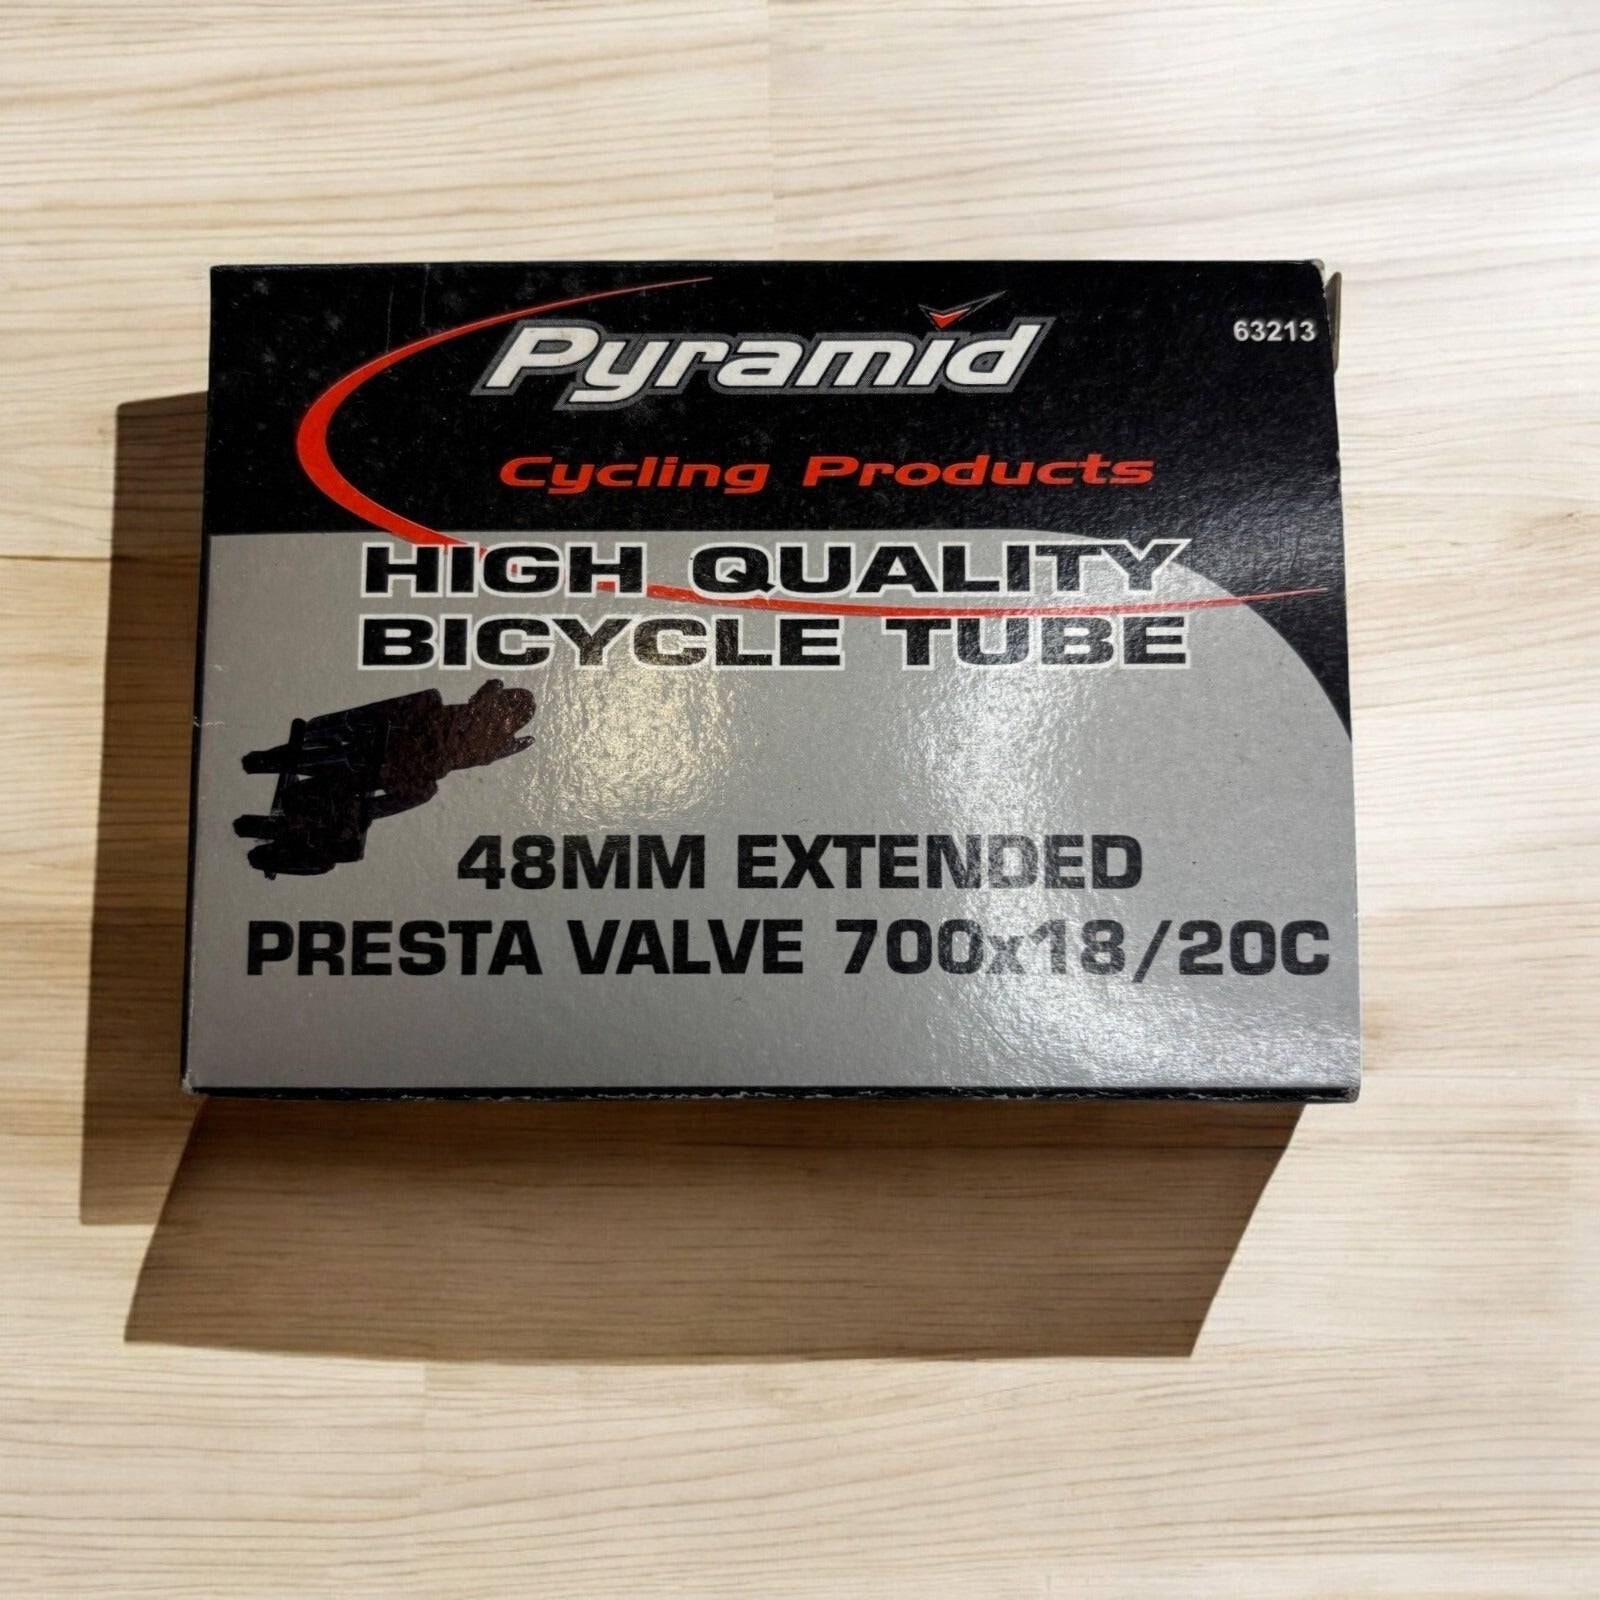 Pyramid
63213
Cycling Products
HIGH QUALITY
BICYCLE TUBE
48MM EXTENDED
PRESTA VALVE 700x18/20C